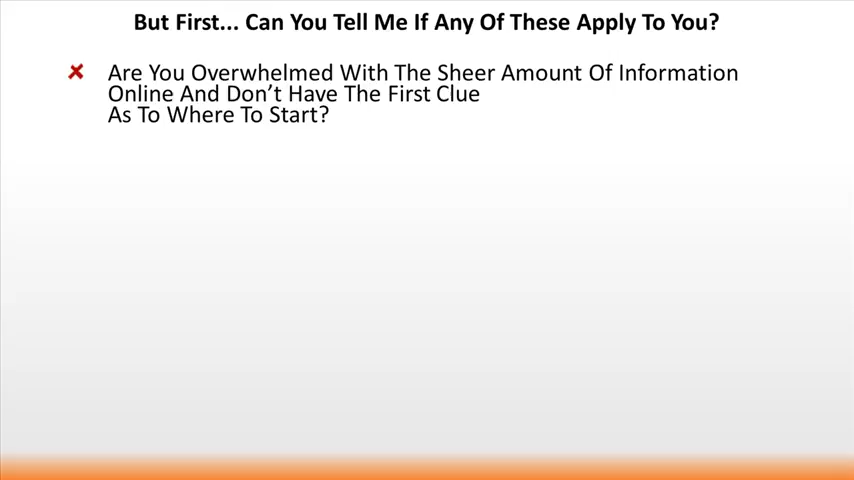 But First... Can You Tell Me If Any Of These Apply To You?
Are You Overwhelmed With The Sheer Amount Of Information
Online And Don’t Have The First Clue
As To Where To Start?